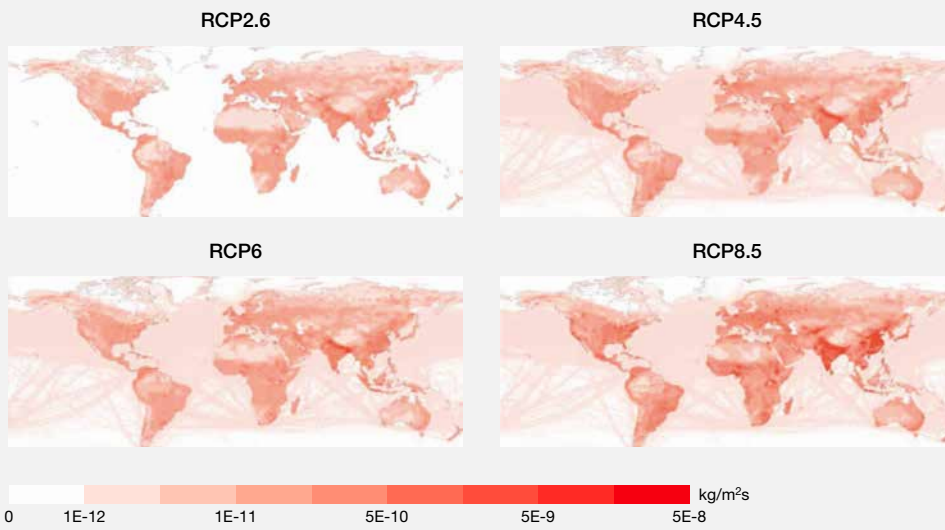 RCP2.6
RCP4.5
RCP6
RCP8.5
kg/m²s
0 1E-12 1E-11 5E-10 5E-9 5E-8